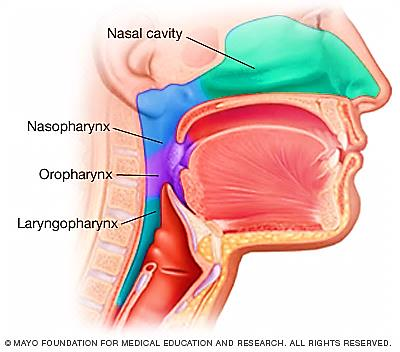 Nasal cavity
Nasopharynx
Oropharynx
Laryngopharynx
© MAYO FOUNDATION FOR MEDICAL EDUCATION AND RESEARCH. ALL RIGHTS RESERVED.